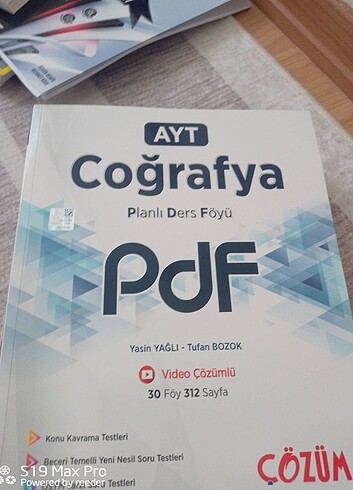 AYT
Coğrafya
Planlı Ders Föyü
PdF
Yasin YAĞLI - Tufan BOZOK
Video Çözümlü
30 Föy 312 Sayfa
Konu Kavrama Testleri
Beceri Temelli Yeni Nesil Soru Testleri
Soru Testleri
ÇÖZÜM
S19 Max Pro
Powered by reeder